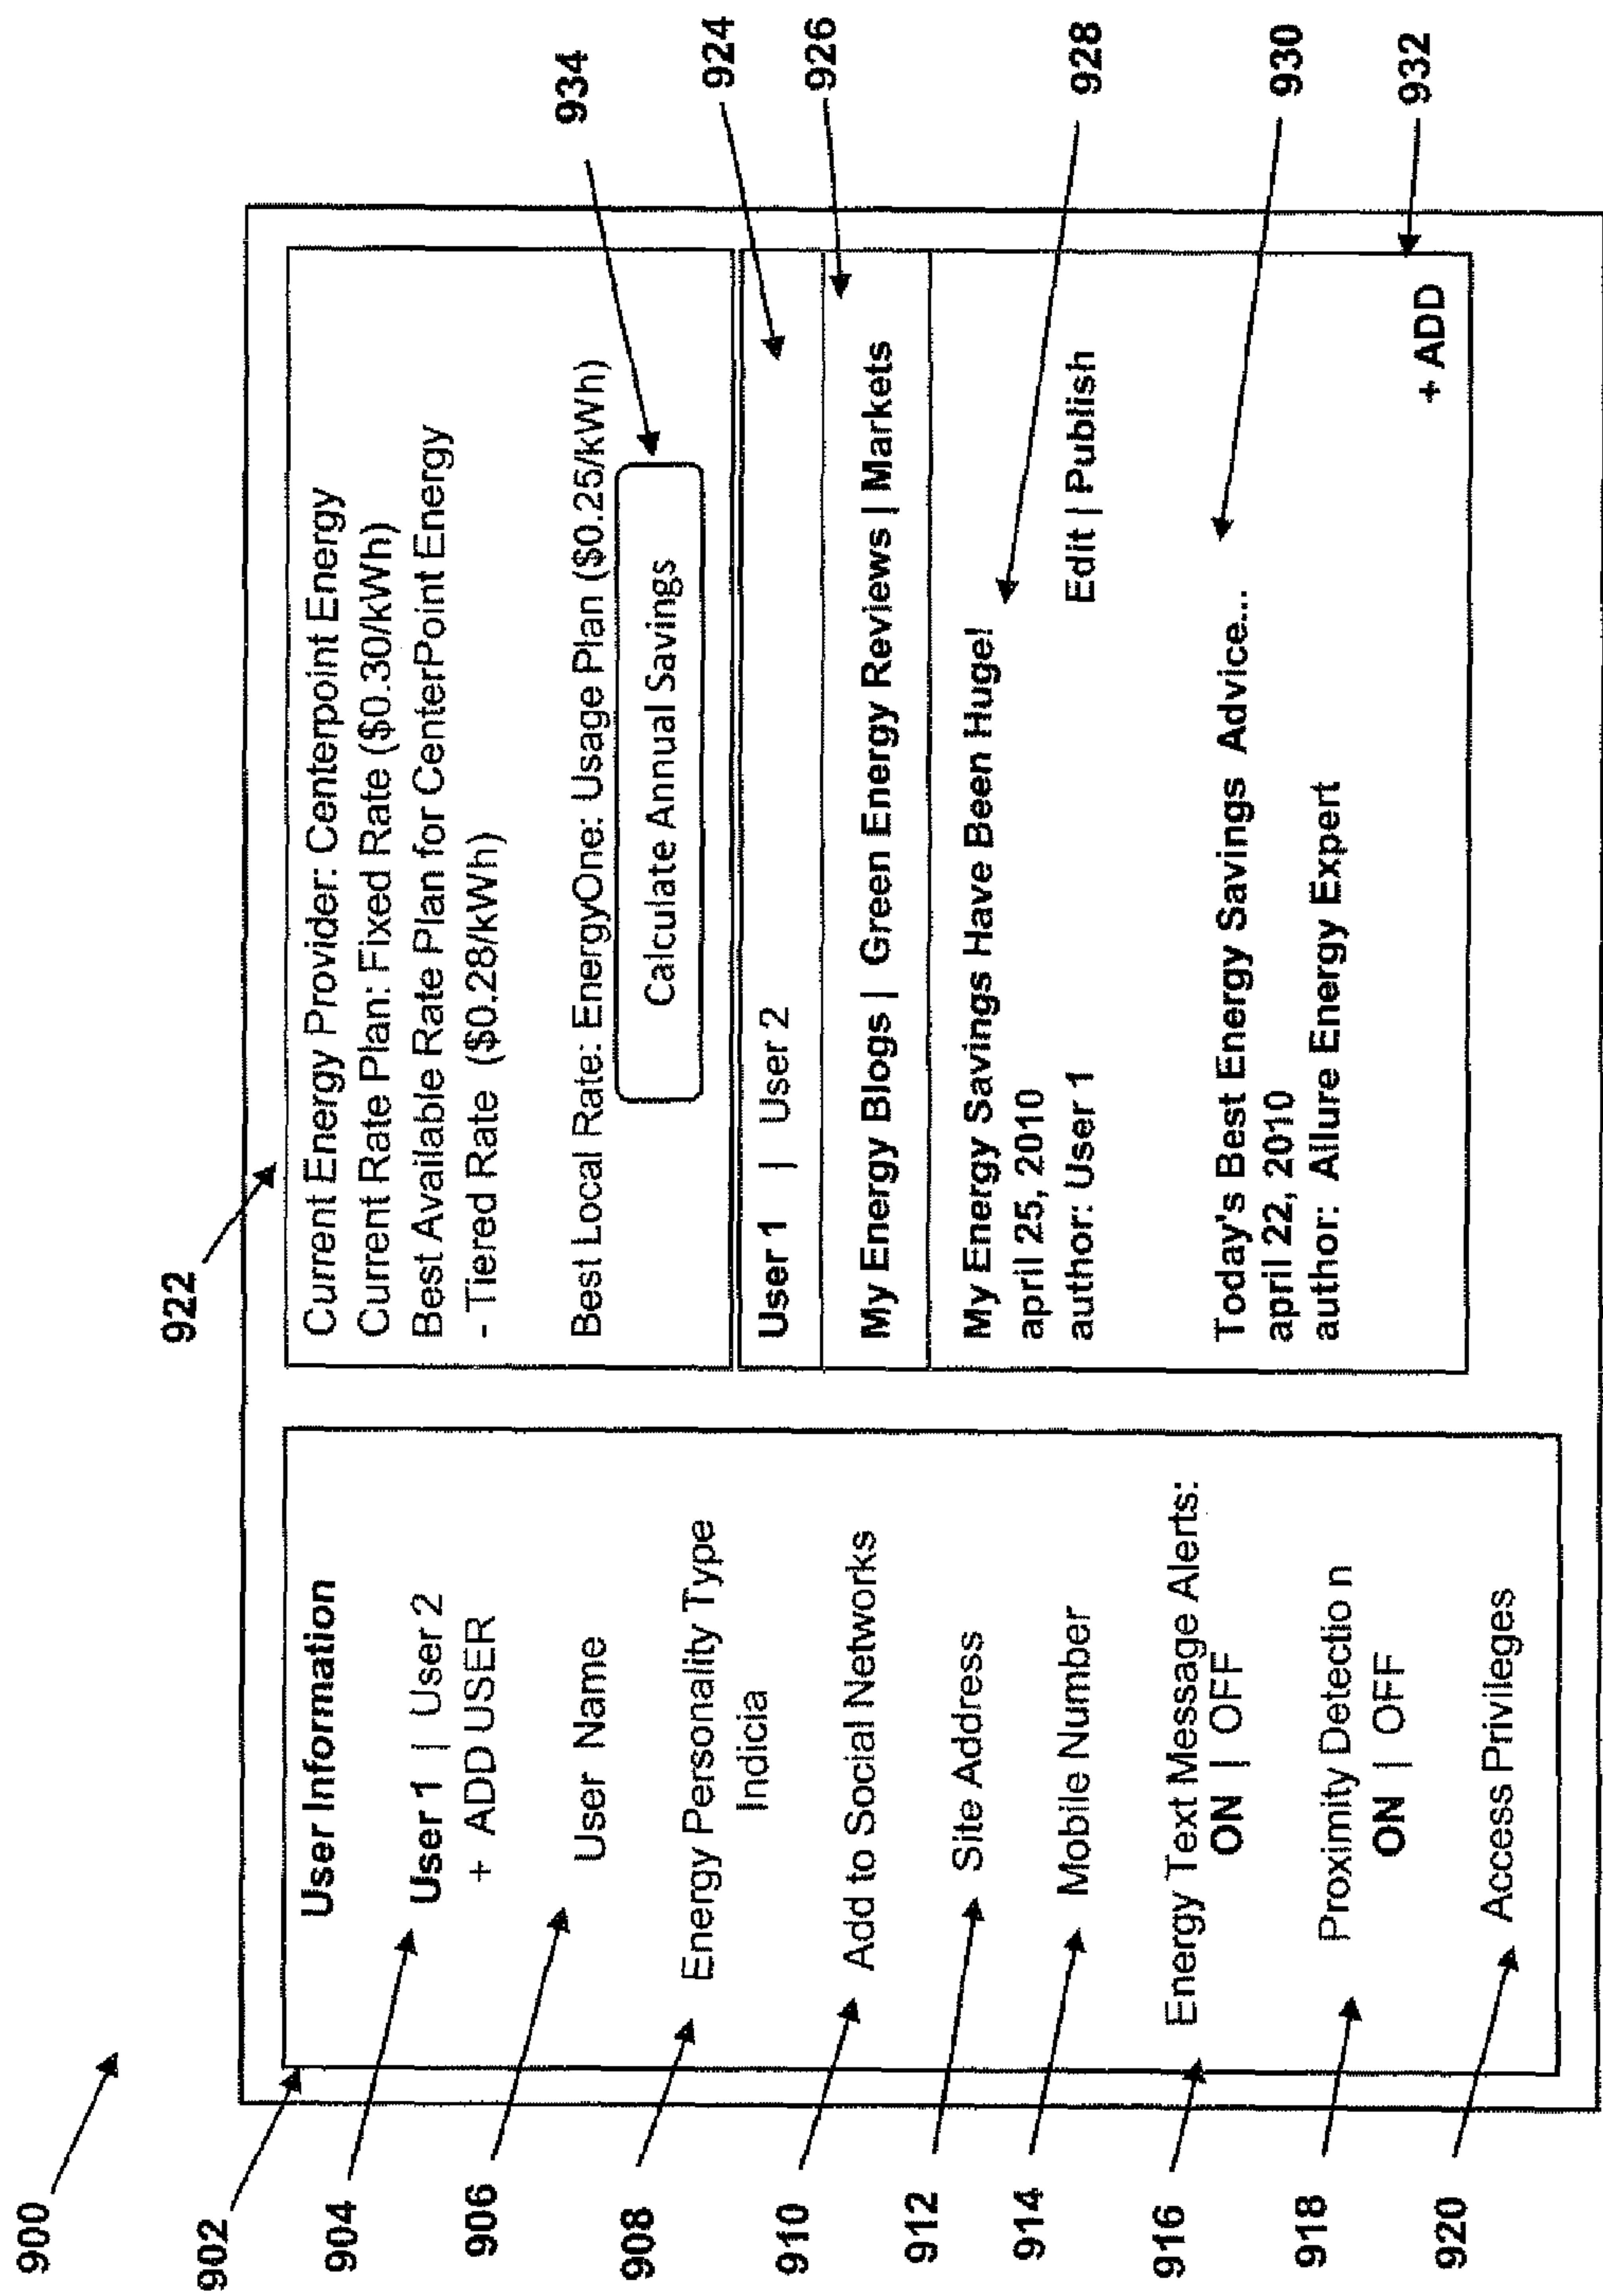 900
902
904
906
908
910
912
914
916
918
920
User Information
User 1 | User 2
+ ADD USER
User Name
Energy Personality Type
Indicia
Add to Social Networks
Site Address
Mobile Number
Energy Text Message Alerts:
ON | OFF
Proximity Detectio n
ON | OFF
Access Privileges
922
Current Energy Provider: Centerpoint Energy
Current Rate Plan: Fixed Rate ($0.30/kWh)
Best Available Rate Plan for CenterPoint Energy
- Tiered Rate ($0.28/kWh)
Best Local Rate: EnergyOne: Usage Plan ($0.25/kWh)
Calculate Annual Savings
User 1 | User 2
My Energy Blogs | Green Energy Reviews | Markets
My Energy Savings Have Been Huge!
april 25, 2010
author: User 1
Edit | Publish
Today's Best Energy Savings Advice...
april 22, 2010
author: Allure Energy Expert
+ ADD
934
924
926
928
930
932